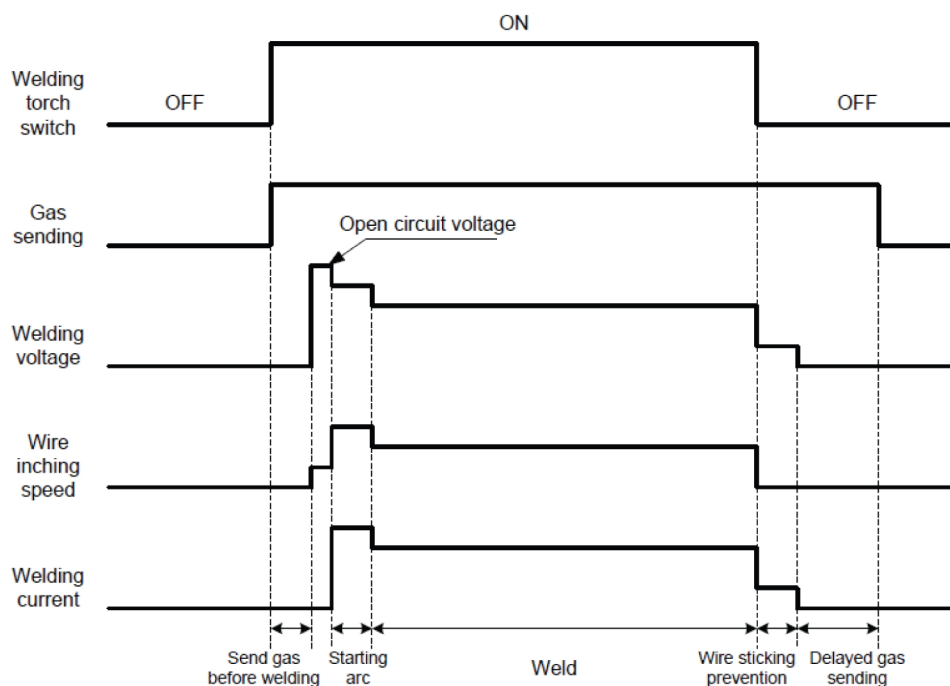 ON
Welding
torch
switch
OFF
OFF
Gas
sending
Open circuit voltage
Welding
voltage
Wire
inching
speed
Welding
current
Send gas
before welding
Starting
arc
Weld
Wire sticking
prevention
Delayed gas
sending